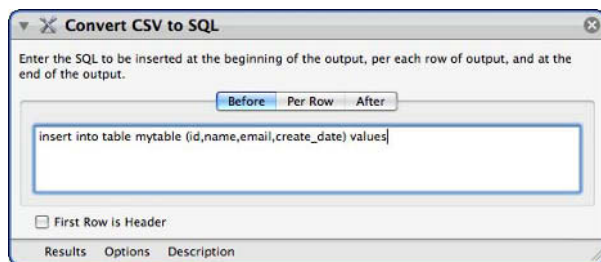 Convert CSV to SQL
Enter the SQL to be inserted at the beginning of the output, per each row of output, and at the
end of the output.
Before Per Row After
insert into table mytable (id,name,email,create_date) values
First Row is Header
Results Options Description